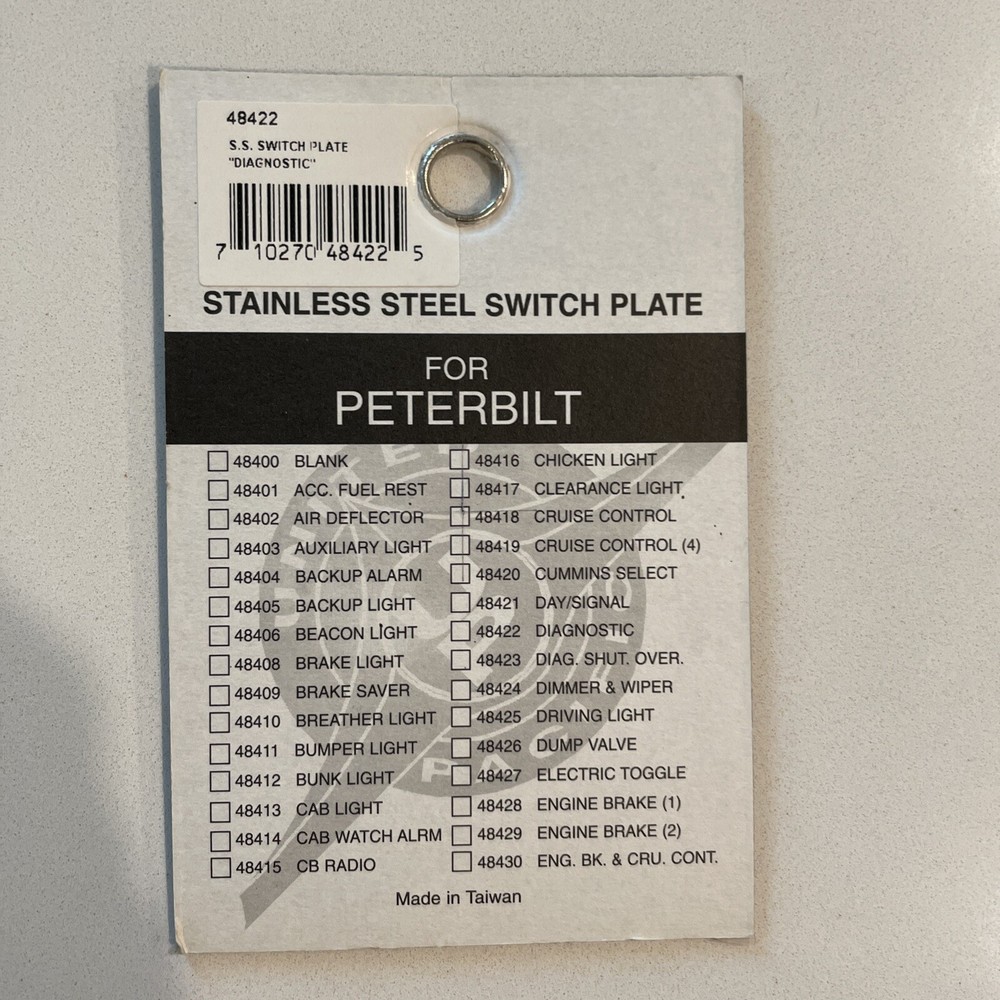 48422
S.S. SWITCH PLATE
"DIAGNOSTIC"
7 10270 48422 5
STAINLESS STEEL SWITCH PLATE
FOR
PETERBILT
48400 BLANK
48401 ACC. FUEL REST
48402 AIR DEFLECTOR
48403 AUXILIARY LIGHT
48404 BACKUP ALARM
48405 BACKUP LIGHT
48406 BEACON LIGHT
48408 BRAKE LIGHT
48409 BRAKE SAVER
48410 BREATHER LIGHT
48411 BUMPER LIGHT
48412 BUNK LIGHT
48413 CAB LIGHT
48414 CAB WATCH ALRM
48415 CB RADIO
48416 CHICKEN LIGHT
48417 CLEARANCE LIGHT
48418 CRUISE CONTROL
48419 CRUISE CONTROL (4)
48420 CUMMINS SELECT
48421 DAY/SIGNAL
48422 DIAGNOSTIC
48423 DIAG. SHUT. OVER.
48424 DIMMER & WIPER
48425 DRIVING LIGHT
48426 DUMP VALVE
48427 ELECTRIC TOGGLE
48428 ENGINE BRAKE (1)
48429 ENGINE BRAKE (2)
48430 ENG. BK. & CRU. CONT.
Made in Taiwan